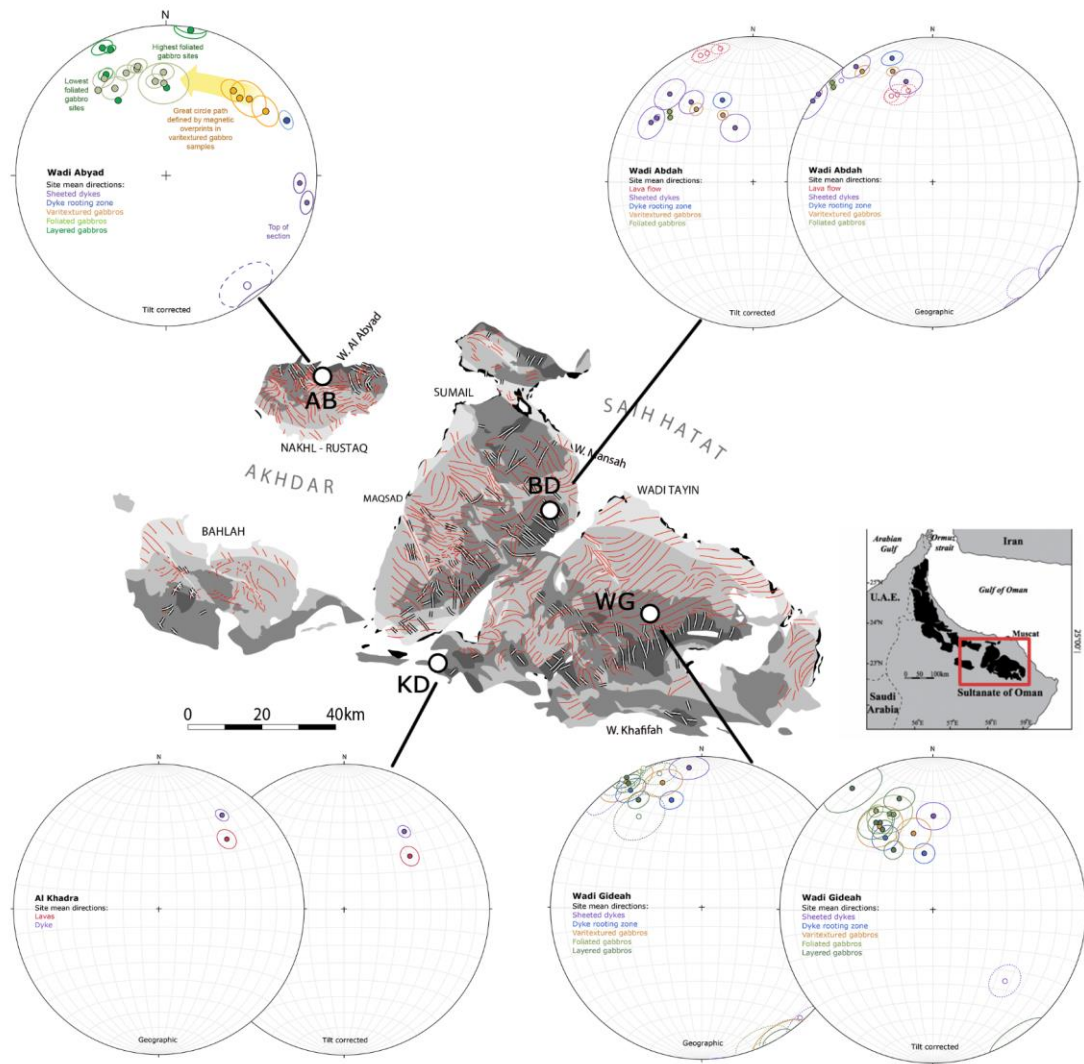 N
Highest foliated
gabbro sites
Lowest
foliated
gabbro
sites
Great circle path
defined by magnetic
overprints in
varitextured gabbro
samples
Wadi Abyad
Site mean directions:
Sheeted dykes
Dyke rooting zone
Varitextured gabbros
Foliated gabbros
Layered gabbros
Top of
section
Tilt corrected
N
Wadi Abdah
Site mean directions:
Lava flow
Sheeted dykes
Dyke rooting zone
Varitextured gabbros
Foliated gabbros
Tilt corrected
N
Wadi Abdah
Site mean directions:
Lava flow
Sheeted dykes
Dyke rooting zone
Varitextured gabbros
Foliated gabbros
Geographic
W. Al Abyad
AB
NAKHL - RUSTAQ
AKHDAR
SUMAIL
SAIH HATAT
W. Mansah
MAQSAD
BD
WADI TAYIN
BAHLAH
WG
KD
W. Khafifah
0 20 40km
Arabian
Gulf
Ormuz
strait
Iran
U.A.E.
Gulf of Oman
Muscat
0 50 100km
Sultanate of Oman
Saudi
Arabia
56°E 57°E 58°E 59°E
N
Al Khadra
Site mean directions:
Lavas
Dyke
Geographic
N
Tilt corrected
N
Wadi Gideah
Site mean directions:
Sheeted dykes
Dyke rooting zone
Varitextured gabbros
Foliated gabbros
Layered gabbros
Geographic
N
Wadi Gideah
Site mean directions:
Sheeted dykes
Dyke rooting zone
Varitextured gabbros
Foliated gabbros
Layered gabbros
Tilt corrected